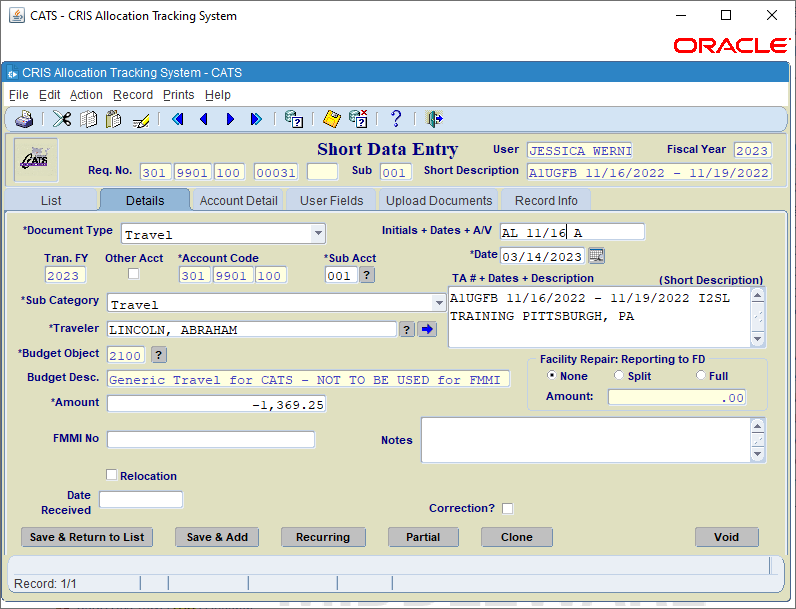 CATS - CRIS Allocation Tracking System
ORACLE
CRIS Allocation Tracking System - CATS
File Edit Action Record Prints Help
CATS
Short Data Entry
User JESSICA WERNI
Fiscal Year 2023
Req. No. 301 9901 100 00031
Sub 001
Short Description A1UGFB 11/16/2022 - 11/19/2022
List Details Account Detail User Fields Upload Documents Record Info
*Document Type Travel
Initials + Dates + A/V AL 11/16 A
*Date 03/14/2023
Tran. FY Other Acct *Account Code *Sub Acct
2023 301 9901 100 001 ?
TA # + Dates + Description (Short Description)
A1UGFB 11/16/2022 - 11/19/2022 I2SL
TRAINING PITTSBURGH, PA
*Sub Category Travel
*Traveler LINCOLN, ABRAHAM ?
*Budget Object 2100 ?
Budget Desc. Generic Travel for CATS - NOT TO BE USED for FMMI
Facility Repair: Reporting to FD
None Split Full
Amount: .00
*Amount -1,369.25
FMMI No
Notes
Relocation
Date
Received
Correction?
Save & Return to List Save & Add Recurring Partial Clone Void
Record: 1/1